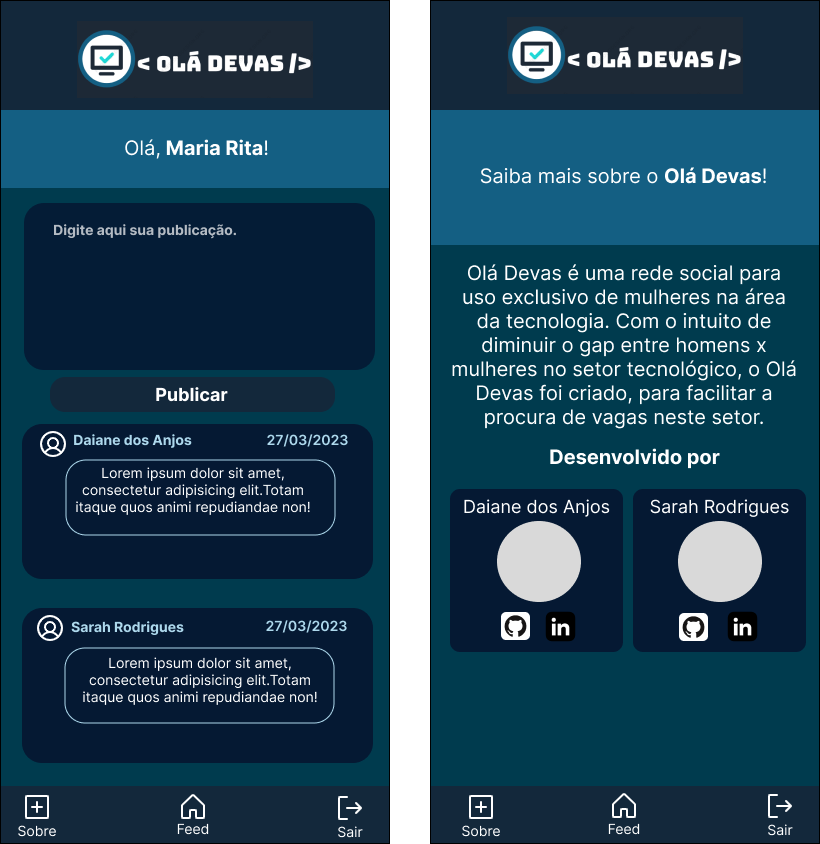 < OLÁ DEVAS />
Olá, Maria Rita!
Digite aqui sua publicação.
Publicar
Daiane dos Anjos 27/03/2023
Lorem ipsum dolor sit amet,
consectetur adipisicing elit.Totam
itaque quos animi repudiandae non!
Sarah Rodrigues 27/03/2023
Lorem ipsum dolor sit amet,
consectetur adipisicing elit.Totam
itaque quos animi repudiandae non!
Sobre Feed Sair
< OLÁ DEVAS />
Saiba mais sobre o Olá Devas!
Olá Devas é uma rede social para
uso exclusivo de mulheres na área
da tecnologia. Com o intuito de
diminuir o gap entre homens x
mulheres no setor tecnológico, o Olá
Devas foi criado, para facilitar a
procura de vagas neste setor.
Desenvolvido por
Daiane dos Anjos Sarah Rodrigues
in in
Sobre Feed Sair